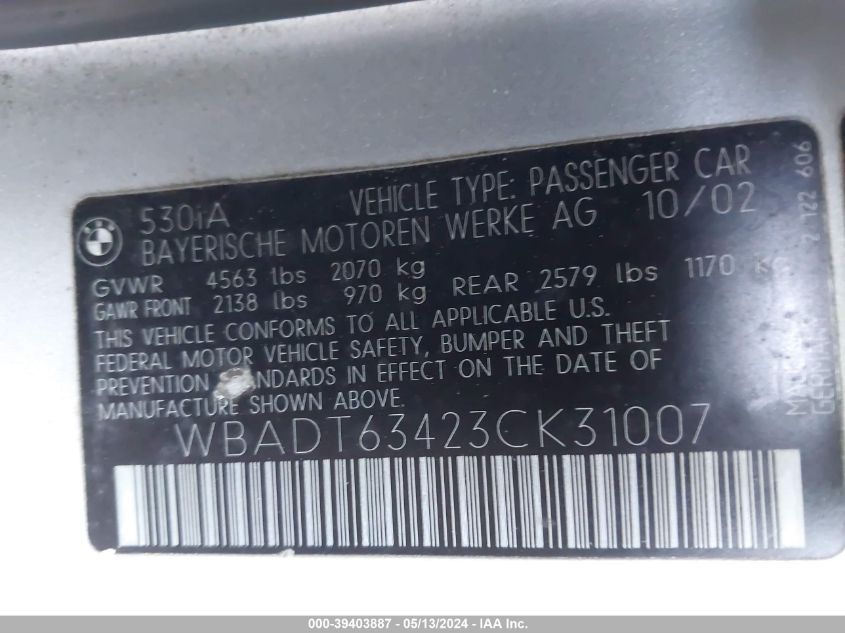 VEHICLE TYPE: PASSENGER CAR
530iA
BAYERISCHE MOTOREN WERKE AG 10/02
GVWR 4563 lbs 2070 kg
GAWR FRONT 2138 lbs 970 kg REAR 2579 lbs 1170
THIS VEHICLE CONFORMS TO ALL APPLICABLE U.S.
FEDERAL MOTOR VEHICLE SAFETY, BUMPER AND THEFT
PREVENTION STANDARDS IN EFFECT ON THE DATE OF
MANUFACTURE SHOWN ABOVE.
WBADT63423CK31007
2 122 606
000-39403887 - 05/13/2024 - IAA Inc.